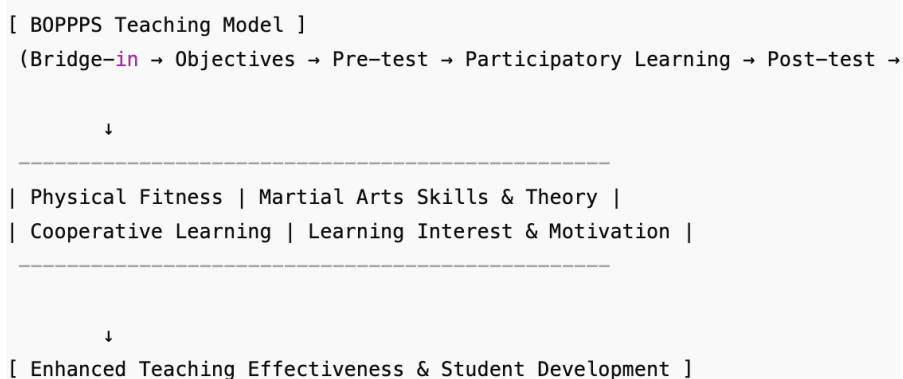 [ BOPPPS Teaching Model ]
(Bridge-in → Objectives → Pre-test → Participatory Learning → Post-test →
↓
| Physical Fitness | Martial Arts Skills & Theory |
| Cooperative Learning | Learning Interest & Motivation |
↓
[ Enhanced Teaching Effectiveness & Student Development ]